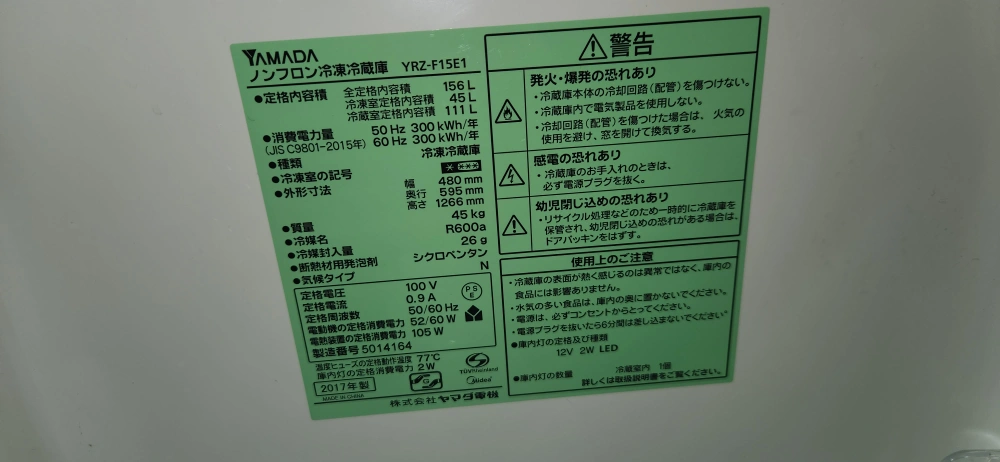 YAMADA
ノンフロン冷凍冷蔵庫 YRZ-F15E1
●定格内容積 全定格内容積 156 L
冷凍室定格内容積 45 L
冷蔵室定格内容積 111 L
●消費電力量 50 Hz 300 kWh/年
(JIS C9801-2015年) 60 Hz 300 kWh/年
●種類 冷凍冷蔵庫
●冷凍室の記号
●外形寸法 幅 480 mm
奥行 595 mm
高さ 1266 mm
●質量 45 kg
●冷媒名 R600a
●冷媒封入量 26 g
●断熱材用発泡剤 シクロペンタン
●気候タイプ N
定格電圧 100 V
定格電流 0.9 A
定格周波数 50/60 Hz
電動機の定格消費電力 52/60 W
電熱装置の定格消費電力 105 W
製造番号 5014164
PSE
温度ヒューズの定格動作温度 77℃
庫内灯の定格消費電力 2 W
2017年製
MADE IN CHINA
TÜVRheinland
Midea
株式会社 ヤマダ電機
警告
発火・爆発の恐れあり
・冷蔵庫本体の冷却回路(配管)を傷つけない。
・冷蔵庫内で電気製品を使用しない。
・冷却回路(配管)を傷つけた場合は、火気の
使用を避け、窓を開けて換気する。
感電の恐れあり
・冷蔵庫のお手入れのときは、
必ず電源プラグを抜く。
幼児閉じ込めの恐れあり
・リサイクル処理などのため一時的に冷蔵庫を
保管され、幼児閉じ込めの恐れがある場合は、
ドアパッキンをはずす。
使用上のご注意
・冷蔵庫の表面が熱く感じるのは異常ではなく、庫内の
食品には影響ありません。
・水気の多い食品は、庫内の奥に置かないでください。
・電源は、必ずコンセントからとってください。
・電源プラグを抜いたら6分間は差し込まないでください。
●庫内灯の定格及び種類
12V 2W LED
●庫内灯の数量 冷蔵室内 1個
詳しくは取扱説明書をご覧ください。